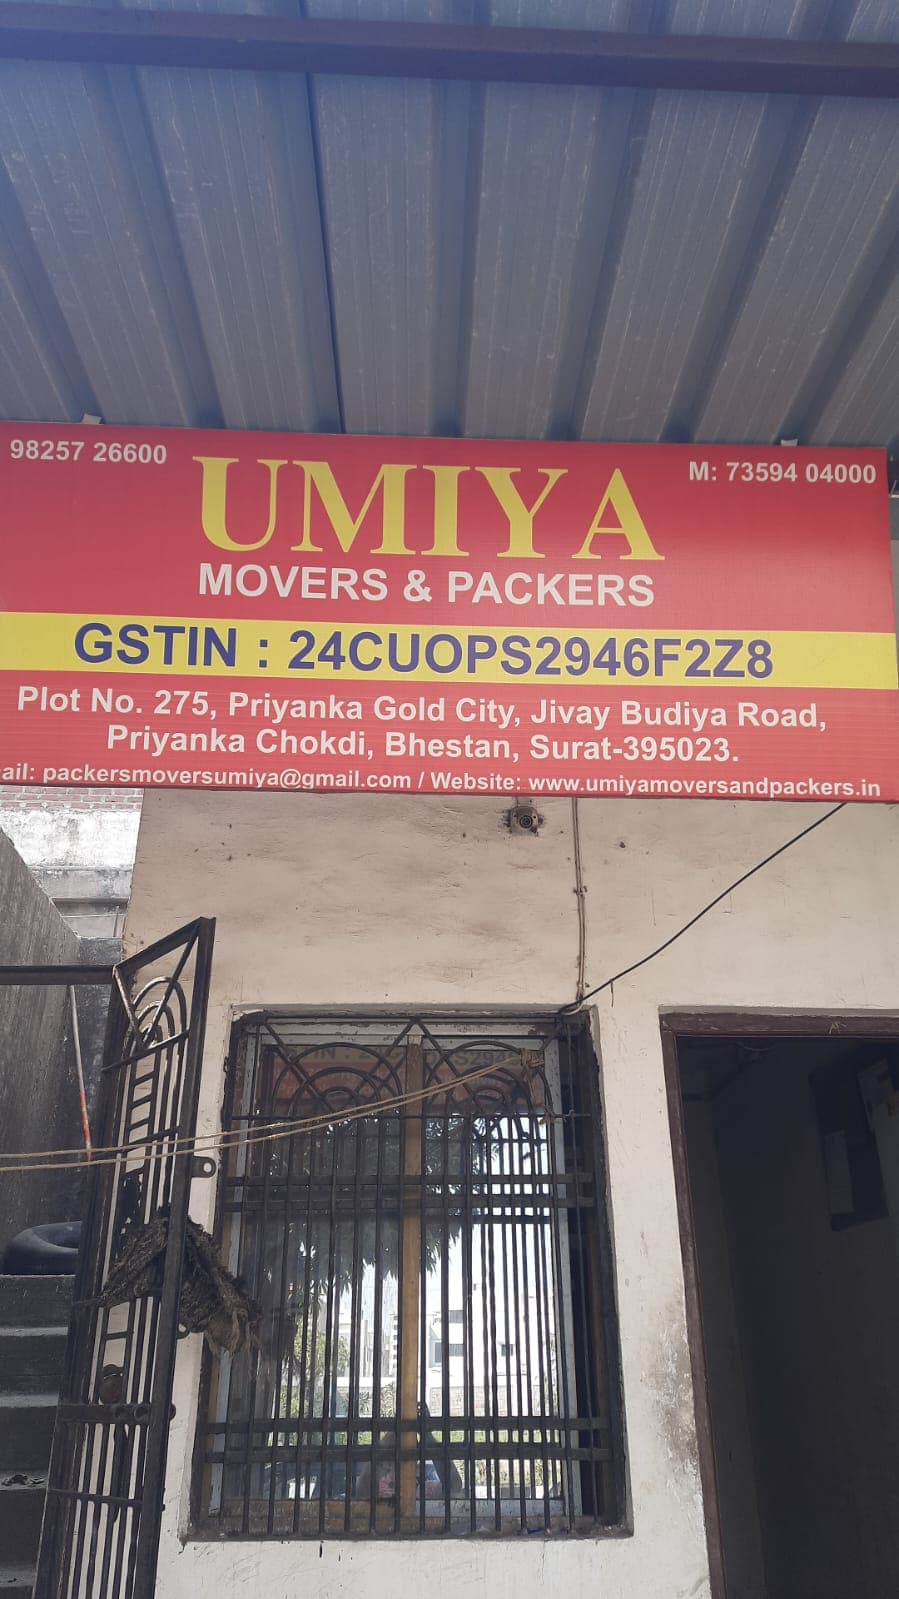 98257 26600
M: 73594 04000
UMIYA
MOVERS & PACKERS
GSTIN : 24CUOPS2946F2Z8
Plot No. 275, Priyanka Gold City, Jivay Budiya Road,
Priyanka Chokdi, Bhestan, Surat-395023.
ail: packersmoversumiya@gmail.com / Website: www.umiyamoversandpackers.in